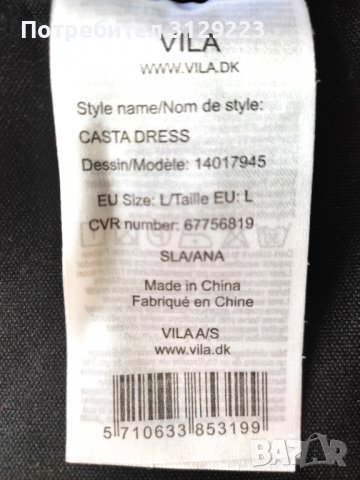 Потребител 3129223
VILA
WWW.VILA.DK
Style name/Nom de style:
CASTA DRESS
Dessin/Modèle: 14017945
EU Size: L/Taille EU: L
CVR number: 67756819
SLA/ANA
Made in China
Fabriqué en Chine
VILA A/S
www.vila.dk
5 710633 853199
BAZAR